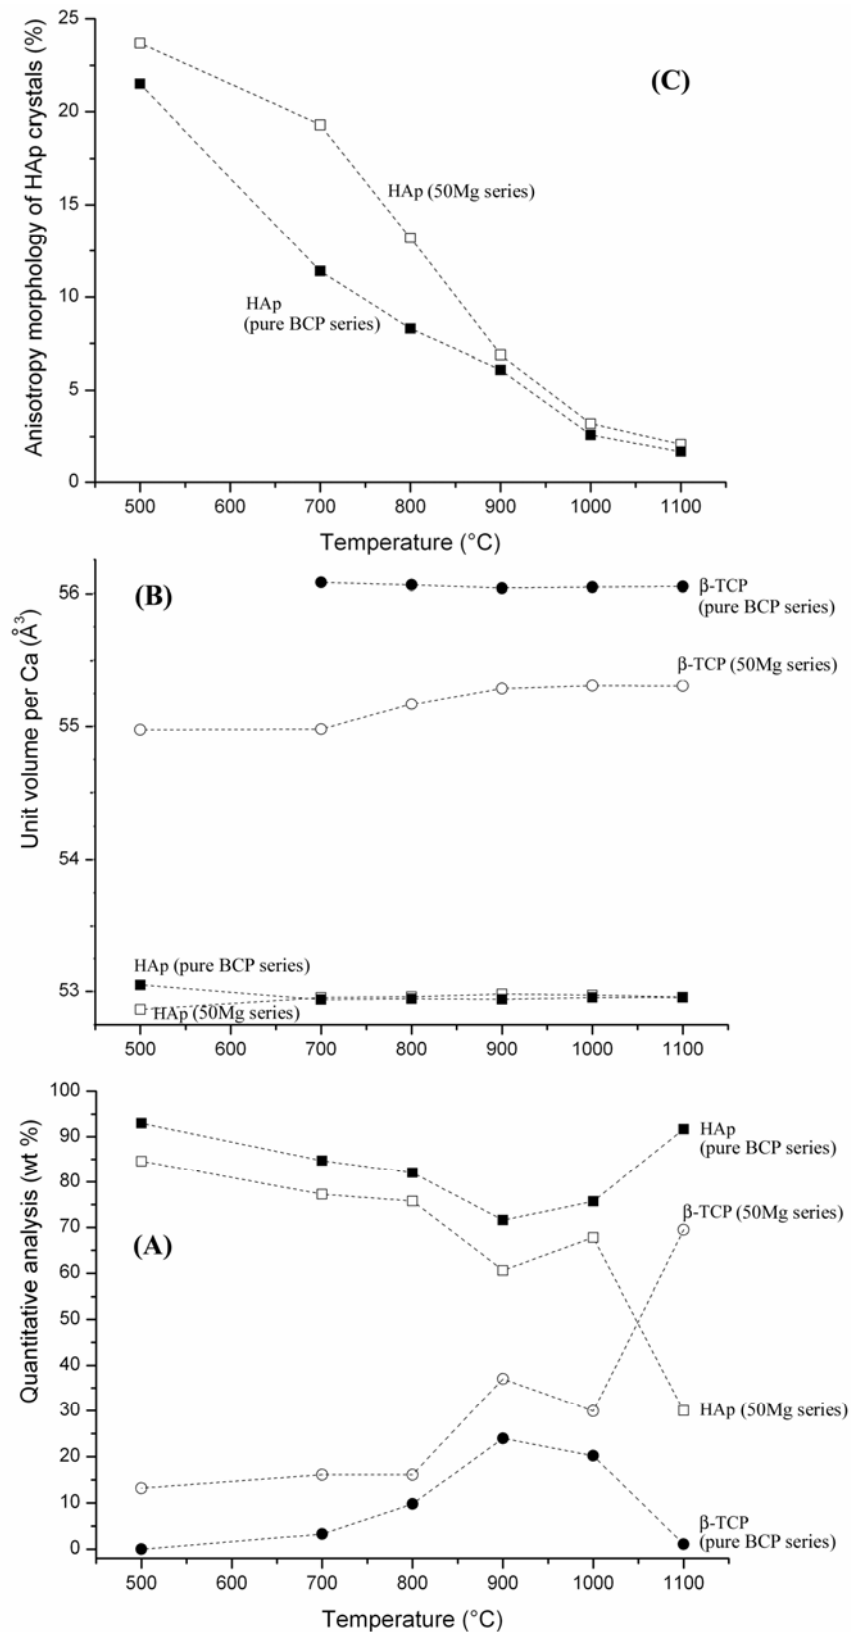 Anisotropy morphology of HAp crystals (%)
25
20
15
10
5
0
(C)
HAp (50Mg series)
HAp
(pure BCP series)
500 600 700 800 900 1000 1100
Temperature (°C)
Unit volume per Ca (Å³)
56
55
54
53
(B)
β-TCP
(pure BCP series)
β-TCP (50Mg series)
HAp (pure BCP series)
HAp (50Mg series)
500 600 700 800 900 1000 1100
Quantitative analysis (wt %)
100
90
80
70
60
50
40
30
20
10
0
(A)
HAp
(pure BCP series)
β-TCP (50Mg series)
HAp (50Mg series)
β-TCP
(pure BCP series)
500 600 700 800 900 1000 1100
Temperature (°C)